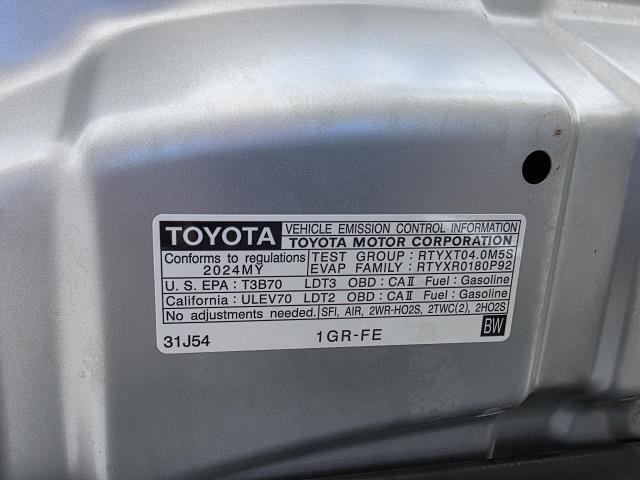 TOYOTA VEHICLE EMISSION CONTROL INFORMATION
TOYOTA MOTOR CORPORATION
Conforms to regulations TEST GROUP : RTYXT04.0M5S
2024MY EVAP FAMILY : RTYXR0180P92
U.S. EPA : T3B70 LDT3 OBD : CAⅡ Fuel : Gasoline
California : ULEV70 LDT2 OBD : CAⅡ Fuel : Gasoline
No adjustments needed. SFI, AIR, 2WR-HO2S, 2TWC(2), 2HO2S
31J54 1GR-FE BW